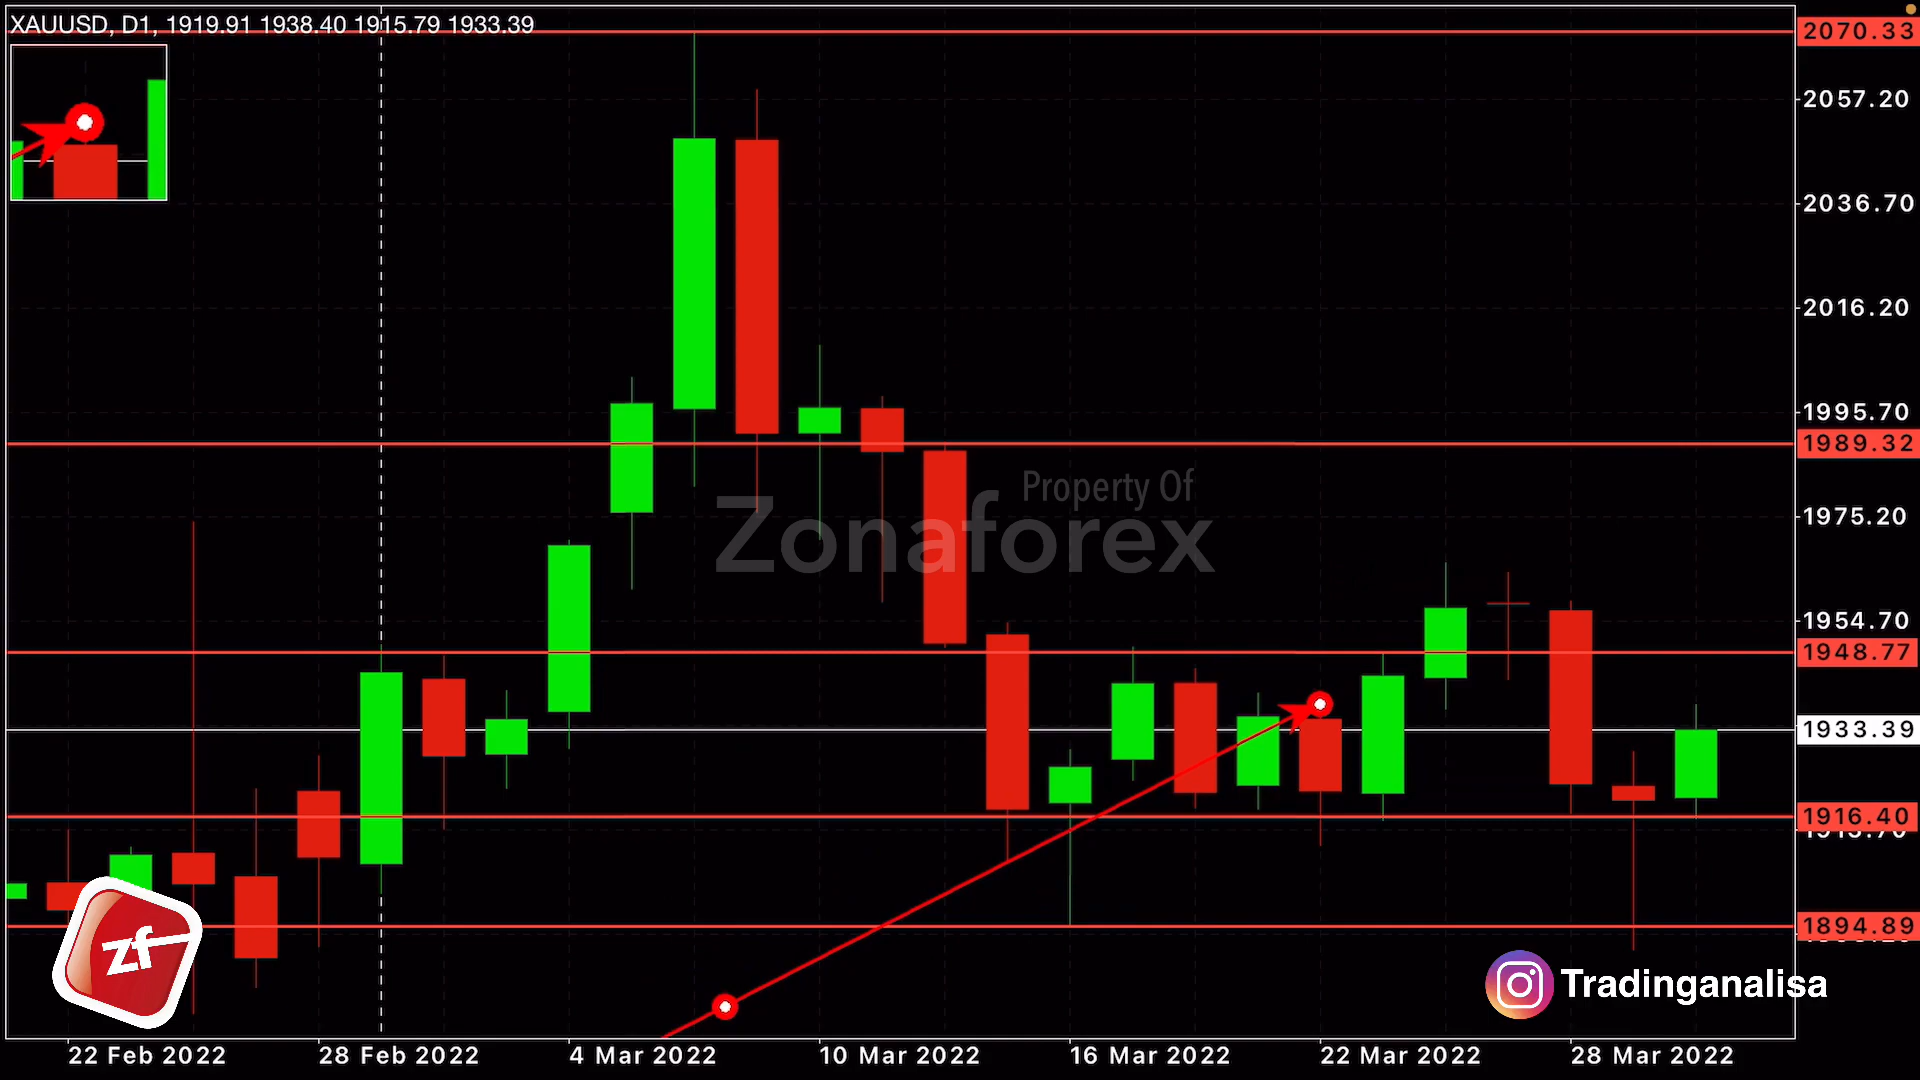 XAUUSD, D1, 1919.91 1938.40 1915.79 1933.39
2070.33
2057.20
2036.70
2016.20
1995.70
1989.32
1975.20
Property Of
Zonaforex
1954.70
1948.77
1933.39
1916.40
1894.89
zf
Tradinganalisa
22 Feb 2022 28 Feb 2022 4 Mar 2022 10 Mar 2022 16 Mar 2022 22 Mar 2022 28 Mar 2022